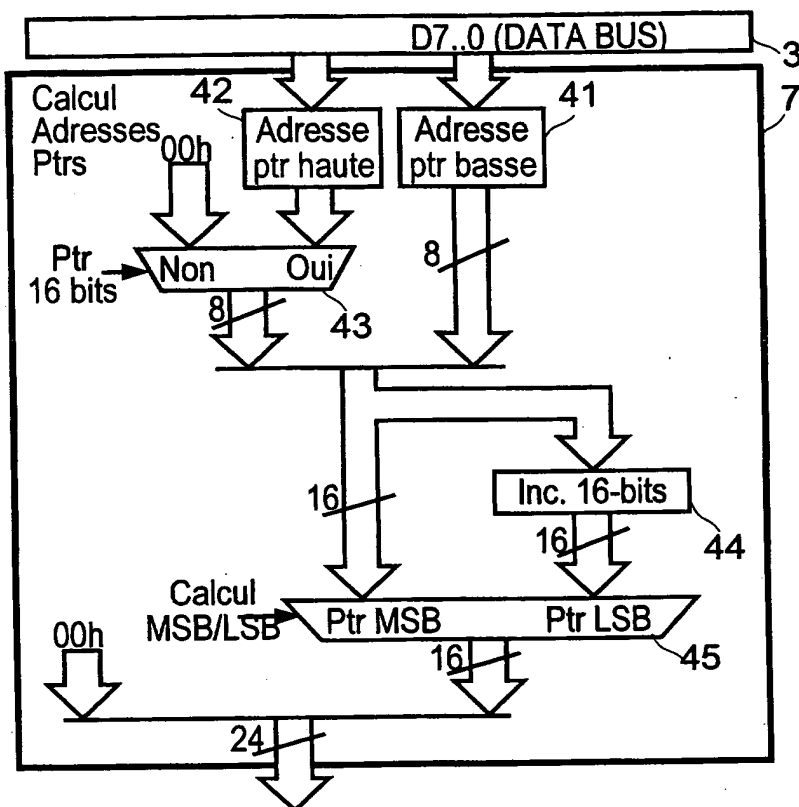 D7..0 (DATA BUS)
3
7
Calcul
Adresses
Ptrs
42
41
Adresse
ptr haute
Adresse
ptr basse
00h
Ptr
16 bits
Non
Oui
43
8
8
16
Inc. 16-bits
44
16
Calcul
MSB/LSB
Ptr MSB
Ptr LSB
45
16
00h
24